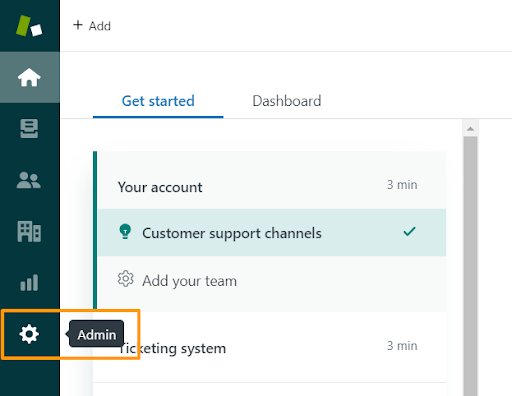 + Add
Get started
Dashboard
Your account
3 min
Customer support channels
Add your team
Admin
Ticketing system
3 min